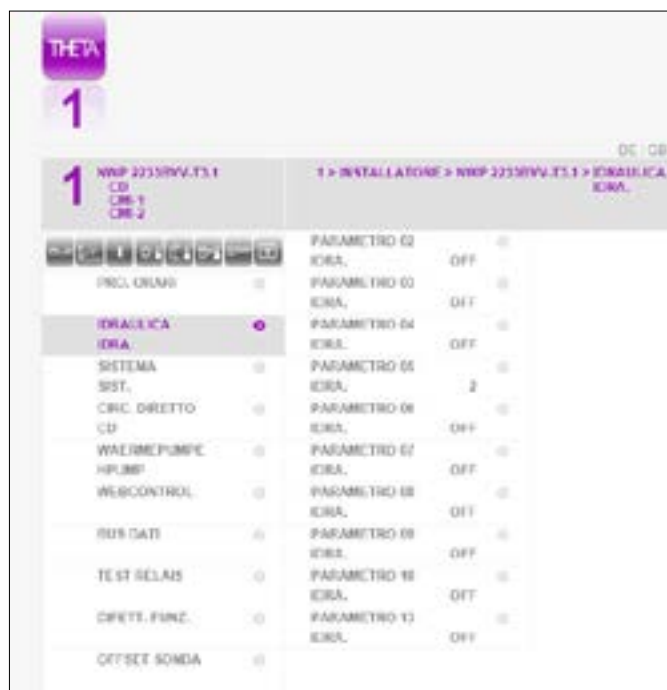 THETA
1
DE GB
1
NWP 2233BVV-T3.1
CD
CMI-1
CMI-2
1 > INSTALLATORE > NWP 2233BVV-T3.1 > IDRAULICA
IDRA.
PARAMETRO 02
IDRA. OFF
PRG. ORARI
PARAMETRO 03
IDRA. OFF
IDRAULICA
IDRA.
PARAMETRO 04
IDRA. OFF
SISTEMA
SIST.
PARAMETRO 05
IDRA. 2
CIRC. DIRETTO
CD
PARAMETRO 06
IDRA. OFF
WAERMEPUMPE
HPUMP
PARAMETRO 07
IDRA. OFF
WEBCONTROL
PARAMETRO 08
IDRA. OFF
BUS DATI
PARAMETRO 09
IDRA. OFF
TEST RELAIS
PARAMETRO 10
IDRA. OFF
DIFETT. FUNZ.
PARAMETRO 13
IDRA. OFF
OFFSET SONDA